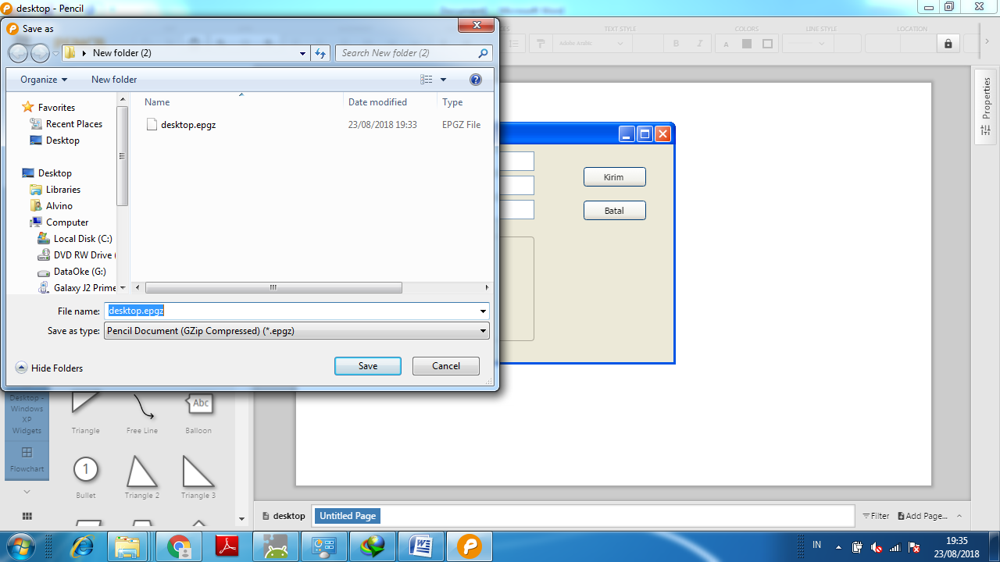 desktop - Pencil
Save as
New folder (2)
Search New folder (2)
Organize
New folder
Favorites
Recent Places
Desktop
Desktop
Libraries
Alvino
Computer
Local Disk (C:)
DVD RW Drive (
DataOke (G:)
Galaxy J2 Prime
Name
Date modified
Type
desktop.epgz
23/08/2018 19:33
EPGZ File
File name:
desktop.epgz
Save as type:
Pencil Document (GZip Compressed) (*.epgz)
Hide Folders
Save
Cancel
TEXT STYLE
COLORS
LINE STYLE
LOCATION
Adobe Arabic
B
I
A
Properties
Kirim
Batal
Desktop -
Windows
XP
Widgets
Flowchart
Triangle
Free Line
Abc
Balloon
1
Bullet
Triangle 2
Triangle 3
desktop
Untitled Page
Filter
Add Page...
IN
19:35
23/08/2018